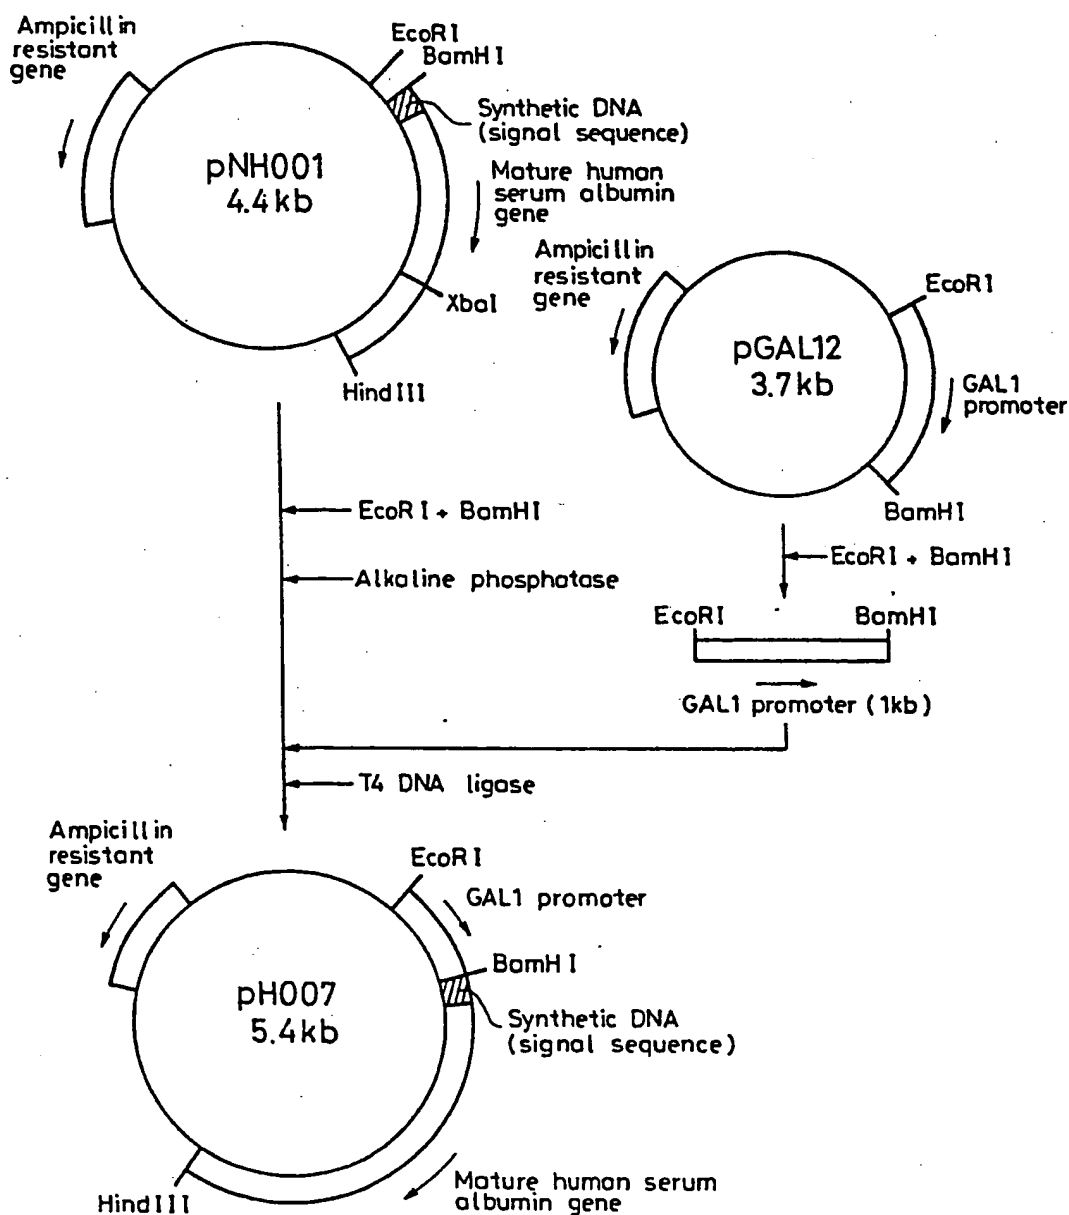 Ampicillin
resistant
gene
EcoRI
BamHI
Synthetic DNA
(signal sequence)
pNH001
4.4kb
Mature human
serum albumin
gene
XbaI
HindIII
Ampicillin
resistant
gene
EcoRI
pGAL12
3.7kb
GAL1
promoter
BamHI
EcoRI + BamHI
EcoRI + BamHI
Alkaline phosphatase
EcoRI
BamHI
GAL1 promoter (1kb)
T4 DNA ligase
Ampicillin
resistant
gene
EcoRI
GAL1 promoter
BamHI
pH007
5.4kb
Synthetic DNA
(signal sequence)
HindIII
Mature human serum
albumin gene